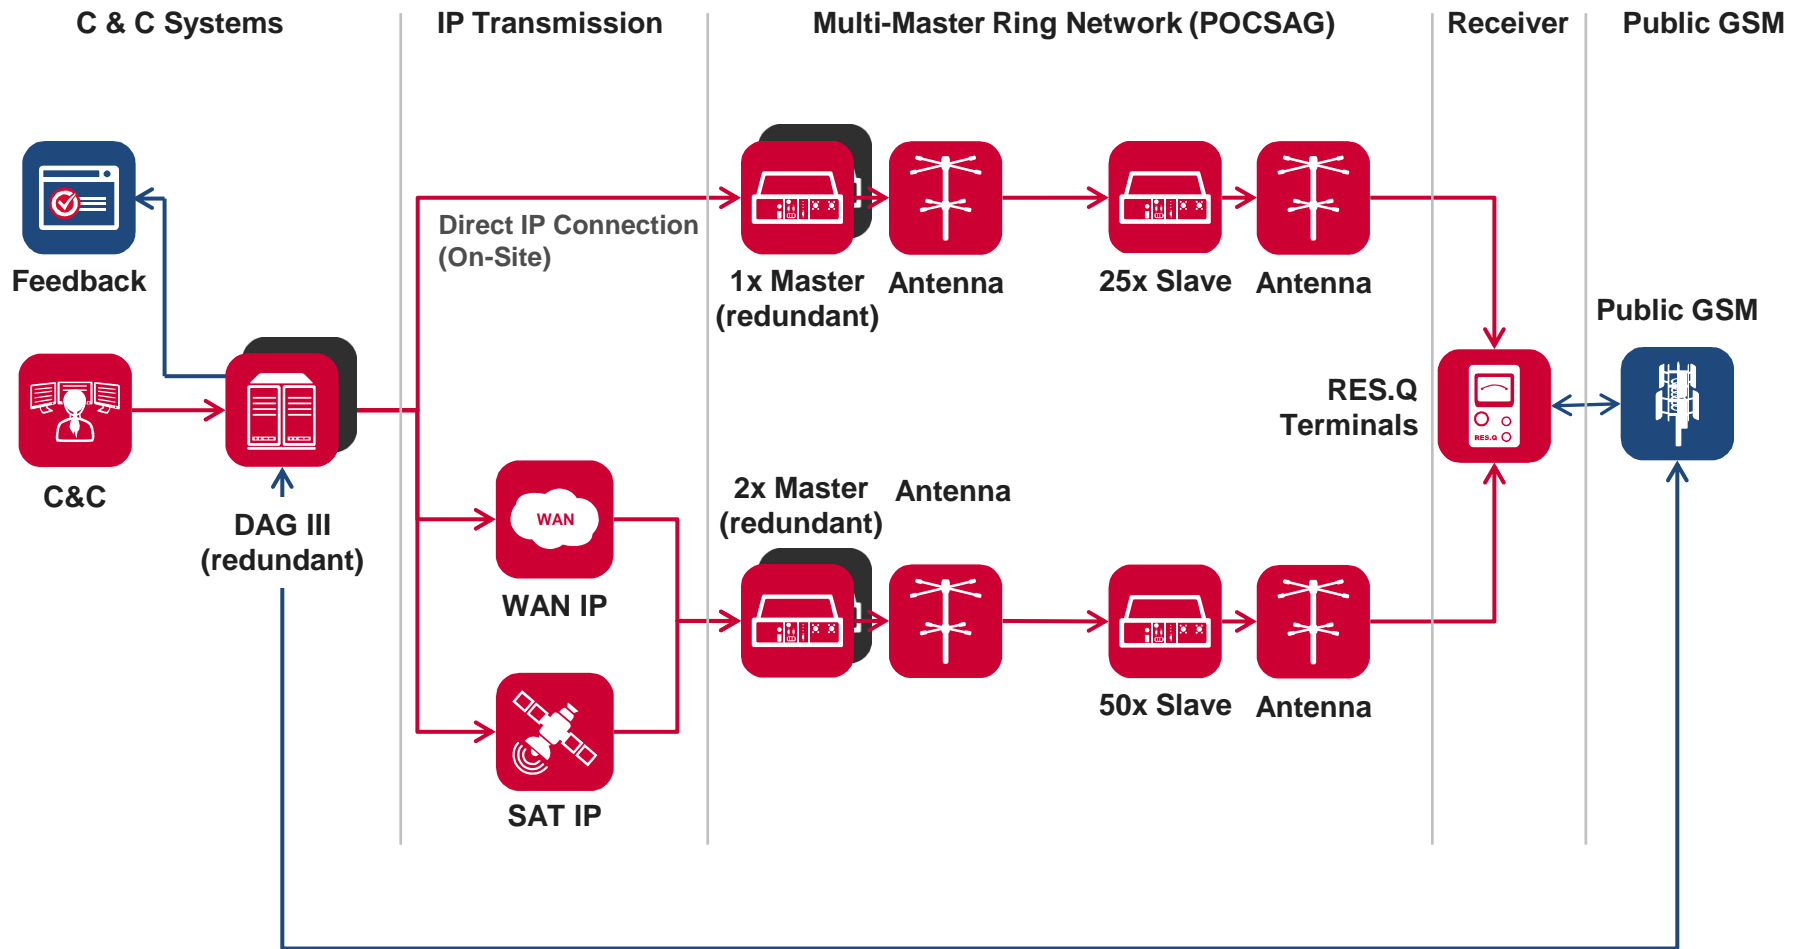 C & C Systems
IP Transmission
Multi-Master Ring Network (POCSAG)
Receiver
Public GSM
Direct IP Connection
(On-Site)
Feedback
1x Master
(redundant)
Antenna
25x Slave
Antenna
Public GSM
RES.Q
Terminals
RES.Q
C&C
DAG III
(redundant)
WAN
WAN IP
2x Master
(redundant)
Antenna
50x Slave
Antenna
SAT IP